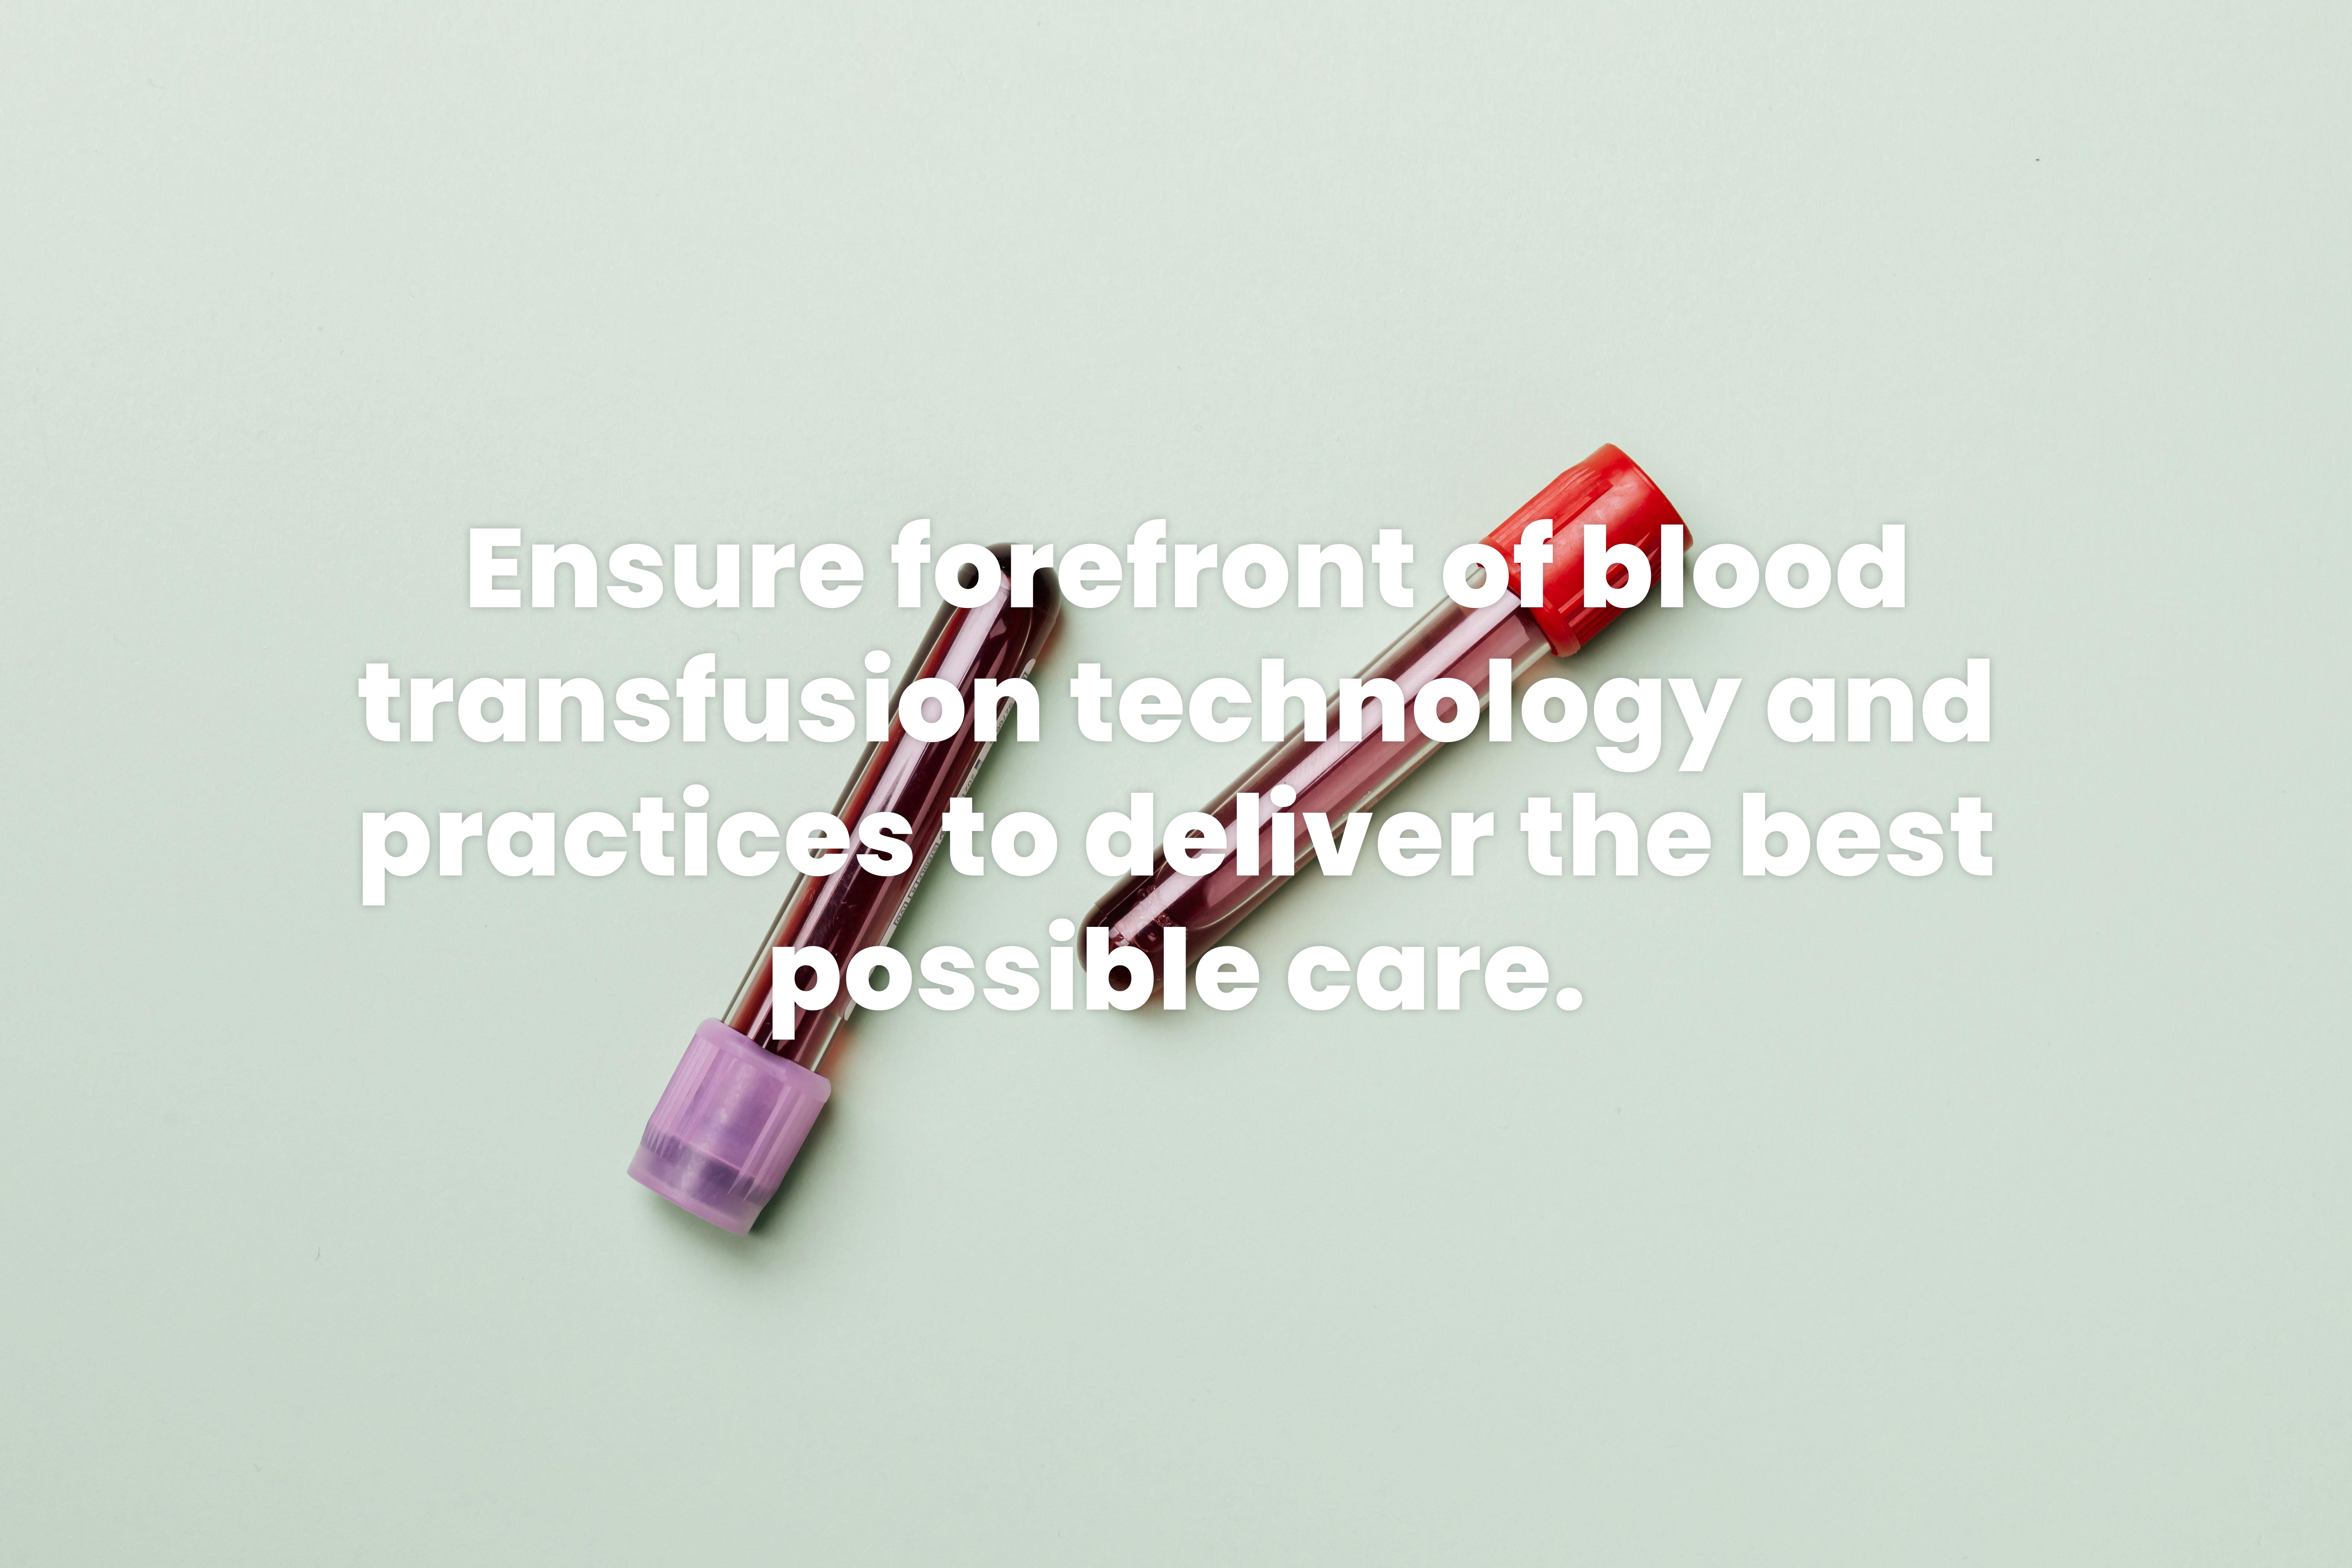 Ensure forefront of blood
transfusion technology and
practices to deliver the best
possible care.